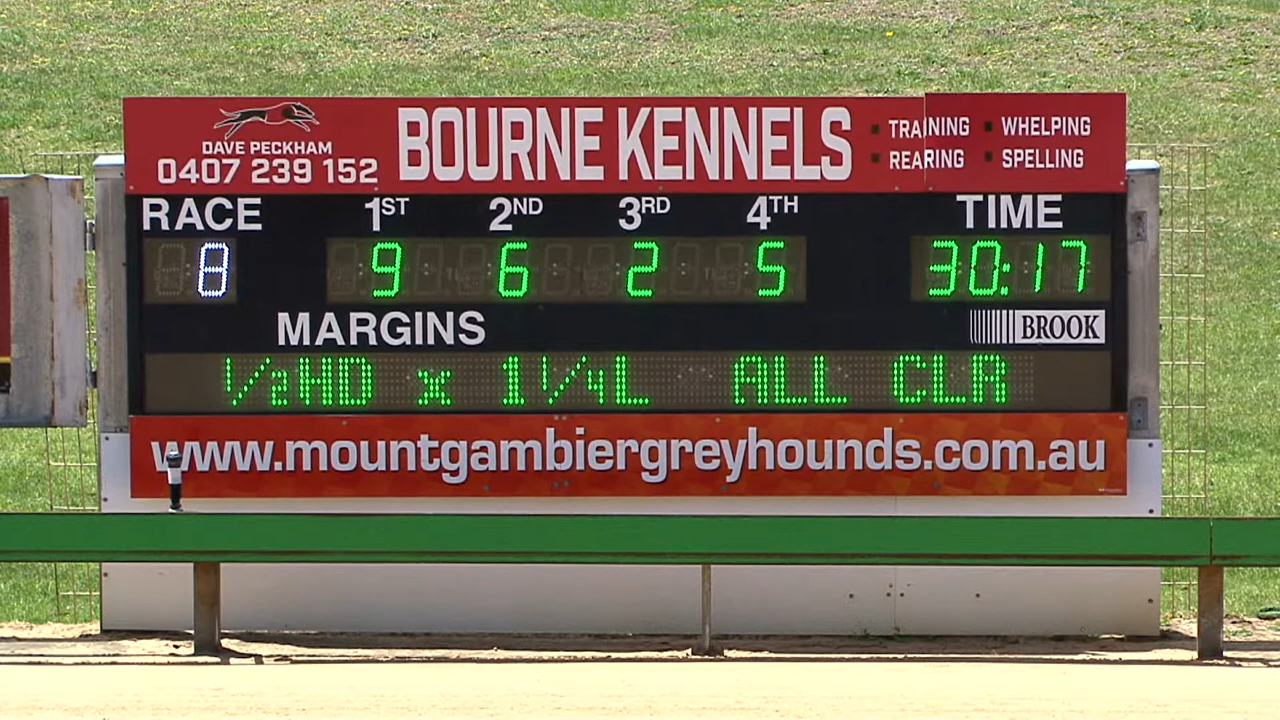 DAVE PECKHAM
0407 239 152
BOURNE KENNELS
TRAINING WHELPING
REARING SPELLING
RACE 1ST 2ND 3RD 4TH TIME
8 9 6 2 5 30:17
MARGINS BROOK
½HD x 1¼L ALL CLR
www.mountgambiergreyhounds.com.au